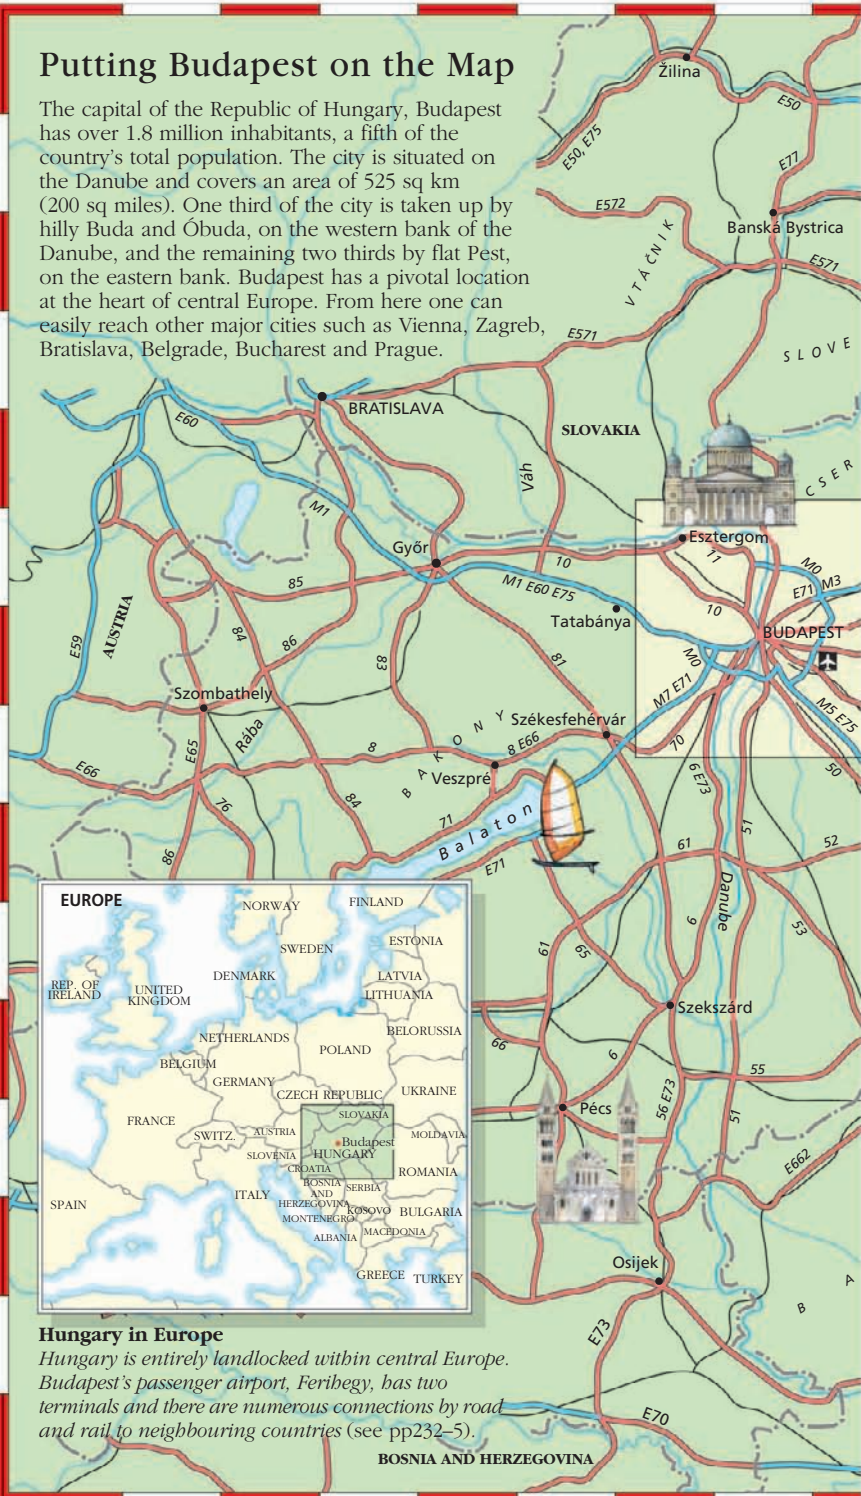 Putting Budapest on the Map
The capital of the Republic of Hungary, Budapest
has over 1.8 million inhabitants, a fifth of the
country's total population. The city is situated on
the Danube and covers an area of 525 sq km
(200 sq miles). One third of the city is taken up by
hilly Buda and Óbuda, on the western bank of the
Danube, and the remaining two thirds by flat Pest,
on the eastern bank. Budapest has a pivotal location
at the heart of central Europe. From here one can
easily reach other major cities such as Vienna, Zagreb,
Bratislava, Belgrade, Bucharest and Prague.
Žilina
E50
E50, E75
E77
E572
Banská Bystrica
VTÁČNIK
E571
E571
SLOVE
BRATISLAVA
E60
SLOVAKIA
Váh
CSER
M1
Esztergom
Győr
10
11
M0
M1 E60 E75
E71 M3
85
10
Tatabánya
AUSTRIA
84
86
83
81
BUDAPEST
E59
M0
M7 E71
Szombathely
M5 E75
Rába
BAKONY
Székesfehérvár
E65
8
8 E66
70
E66
Veszpré
6 E73
50
76
84
71
Balaton
51
86
E71
61
52
Danube
6
53
61
65
Szekszárd
66
6
55
56 E73
Pécs
51
E662
Osijek
B A
E73
E70
BOSNIA AND HERZEGOVINA
EUROPE
NORWAY
FINLAND
SWEDEN
ESTONIA
DENMARK
LATVIA
REP. OF
IRELAND
UNITED
KINGDOM
LITHUANIA
BELORUSSIA
NETHERLANDS
POLAND
BELGIUM
GERMANY
CZECH REPUBLIC
UKRAINE
SLOVAKIA
FRANCE
SWITZ.
AUSTRIA
Budapest
MOLDAVIA
HUNGARY
SLOVENIA
CROATIA
ROMANIA
BOSNIA
AND
HERZEGOVINA
SERBIA
ITALY
SPAIN
KOSOVO
BULGARIA
MONTENEGRO
MACEDONIA
ALBANIA
GREECE
TURKEY
Hungary in Europe
Hungary is entirely landlocked within central Europe.
Budapest's passenger airport, Ferihegy, has two
terminals and there are numerous connections by road
and rail to neighbouring countries (see pp232–5).